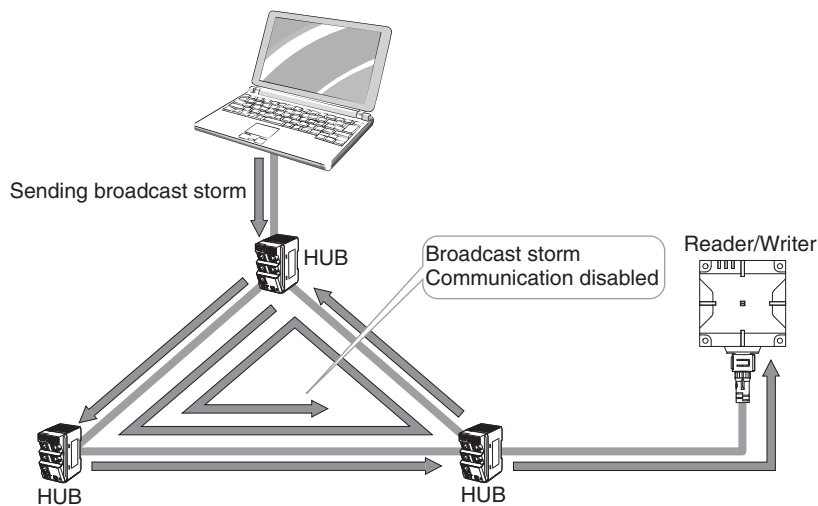 Sending broadcast storm
HUB
Broadcast storm
Communication disabled
Reader/Writer
HUB
HUB